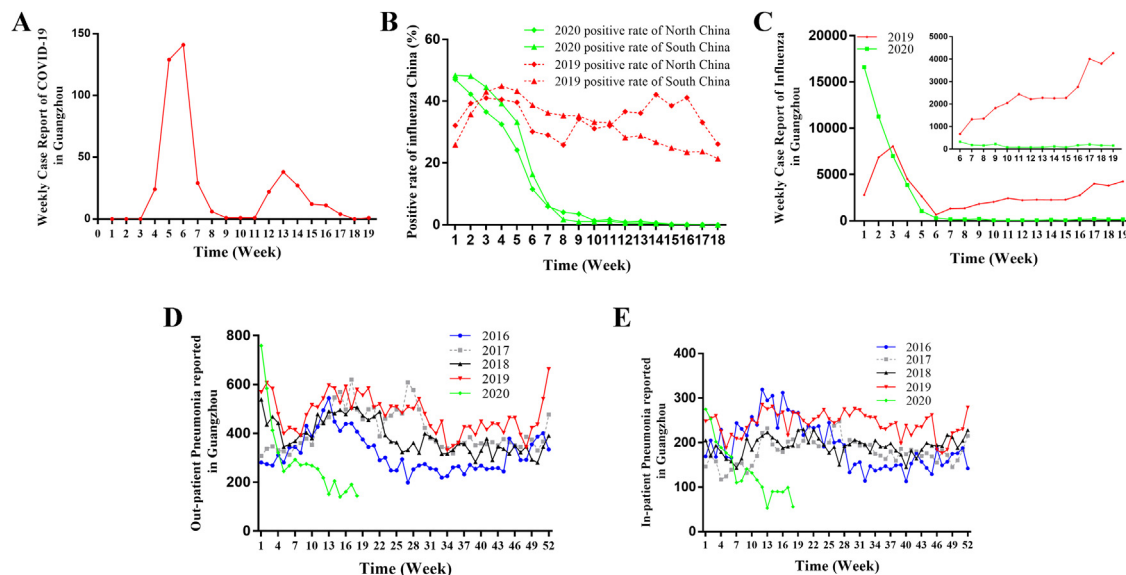 A
Weekly Case Report of COVID-19
in Guangzhou
150
100
50
0
0 1 2 3 4 5 6 7 8 9 10 11 12 13 14 15 16 17 18 19
Time (Week)
B
2020 positive rate of North China
2020 positive rate of South China
2019 positive rate of North China
2019 positive rate of South China
Positive rate of influenza China (%)
60
40
20
0
1 2 3 4 5 6 7 8 9 10 11 12 13 14 15 16 17 18
Time (Week)
C
2019
2020
Weekly Case Report of Influenza
in Guangzhou
20000
15000
10000
5000
0
1 2 3 4 5 6 7 8 9 10 11 12 13 14 15 16 17 18 19
Time (Week)
5000
4000
3000
2000
1000
0
6 7 8 9 10 11 12 13 14 15 16 17 18 19
D
2016
2017
2018
2019
2020
Out-patient Pneumonia reported
in Guangzhou
800
600
400
200
0
1 4 7 10 13 16 19 22 25 28 31 34 37 40 43 46 49 52
Time (Week)
E
2016
2017
2018
2019
2020
In-patient Pneumonia reported
in Guangzhou
400
300
200
100
0
1 4 7 10 13 16 19 22 25 28 31 34 37 40 43 46 49 52
Time (Week)